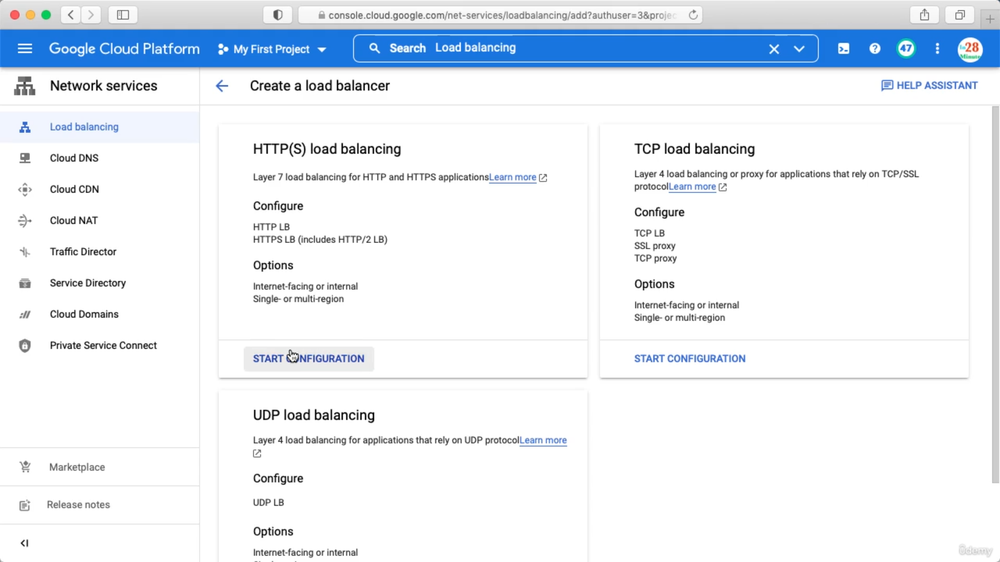 console.cloud.google.com/net-services/loadbalancing/add?authuser=3&projec
Google Cloud Platform
My First Project
Search Load balancing
47
in28
Minutes
Network services
Create a load balancer
HELP ASSISTANT
Load balancing
Cloud DNS
Cloud CDN
Cloud NAT
Traffic Director
Service Directory
Cloud Domains
Private Service Connect
Marketplace
Release notes
HTTP(S) load balancing
Layer 7 load balancing for HTTP and HTTPS applicationsLearn more
Configure
HTTP LB
HTTPS LB (includes HTTP/2 LB)
Options
Internet-facing or internal
Single- or multi-region
START CONFIGURATION
TCP load balancing
Layer 4 load balancing or proxy for applications that rely on TCP/SSL
protocolLearn more
Configure
TCP LB
SSL proxy
TCP proxy
Options
Internet-facing or internal
Single- or multi-region
START CONFIGURATION
UDP load balancing
Layer 4 load balancing for applications that rely on UDP protocolLearn more
Configure
UDP LB
Options
Internet-facing or internal
ûdemy